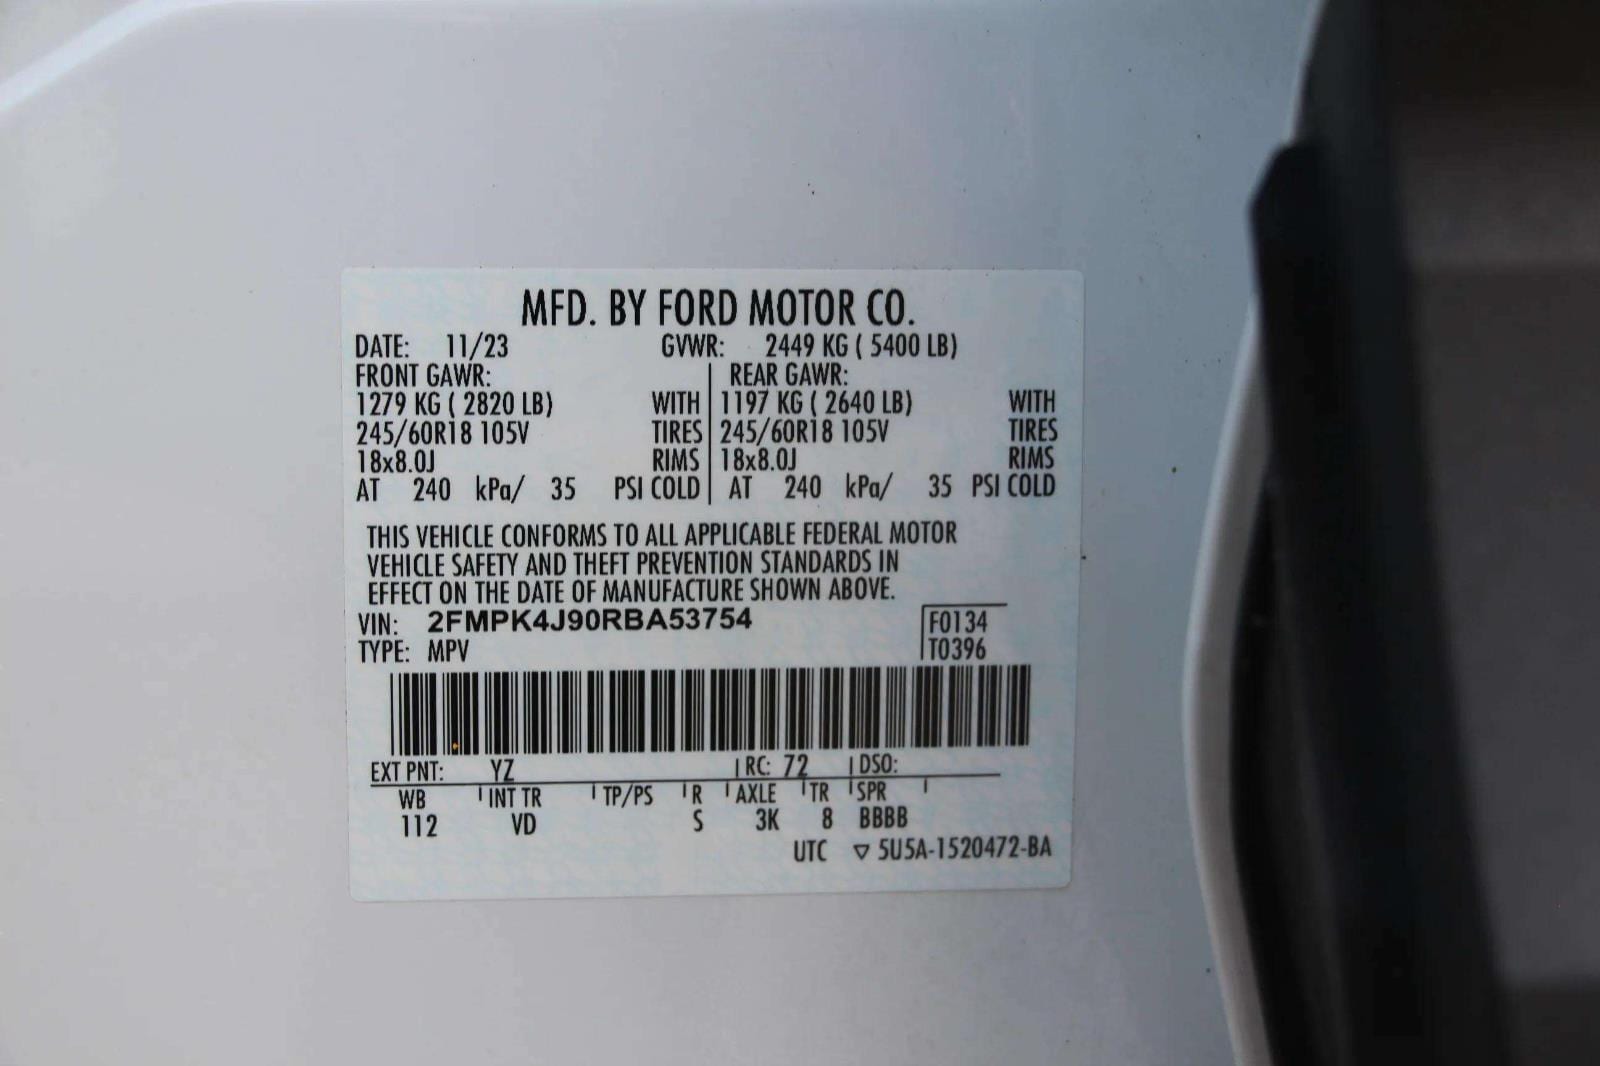 MFD. BY FORD MOTOR CO.
DATE: 11/23 GVWR: 2449 KG ( 5400 LB)
FRONT GAWR: REAR GAWR:
1279 KG ( 2820 LB) WITH 1197 KG ( 2640 LB) WITH
245/60R18 105V TIRES 245/60R18 105V TIRES
18x8.0J RIMS 18x8.0J RIMS
AT 240 kPa/ 35 PSI COLD AT 240 kPa/ 35 PSI COLD
THIS VEHICLE CONFORMS TO ALL APPLICABLE FEDERAL MOTOR
VEHICLE SAFETY AND THEFT PREVENTION STANDARDS IN
EFFECT ON THE DATE OF MANUFACTURE SHOWN ABOVE.
VIN: 2FMPK4J90RBA53754 F0134
TYPE: MPV T0396
EXT PNT: YZ RC: 72 DSO:
WB INT TR TP/PS R AXLE TR SPR
112 VD S 3K 8 BBBB
UTC ▽ 5U5A-1520472-BA